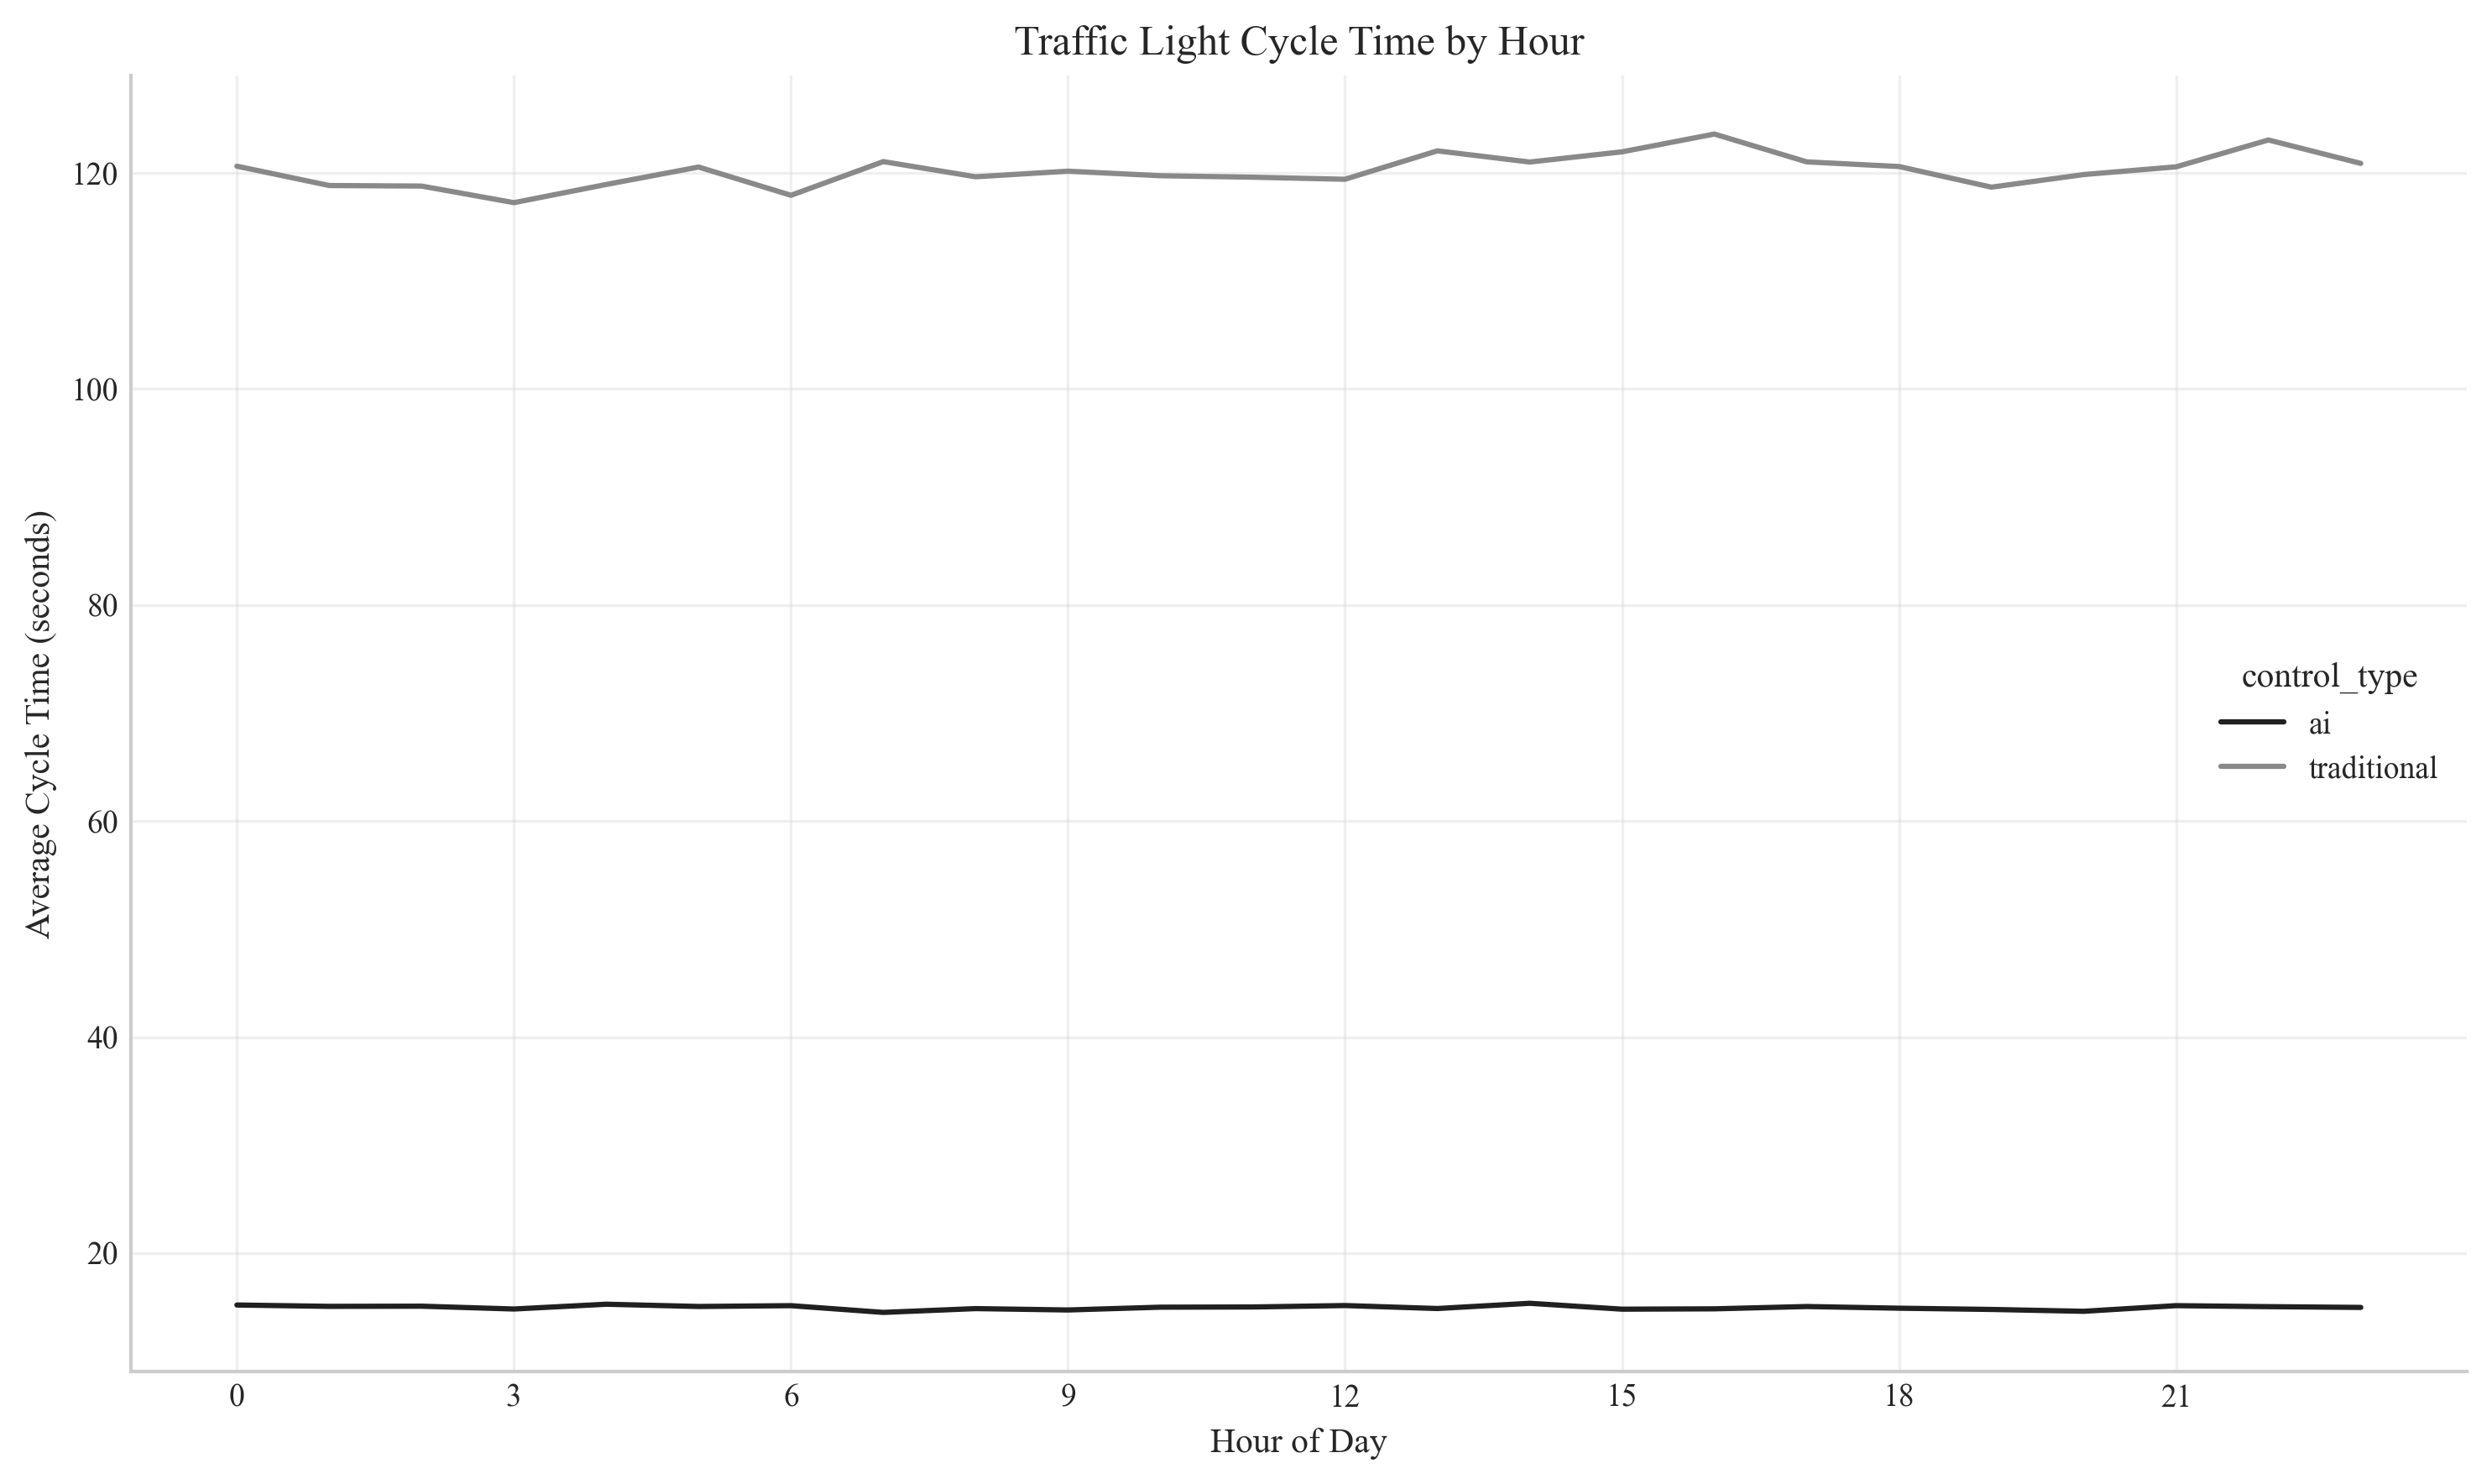 Traffic Light Cycle Time by Hour
Average Cycle Time (seconds)
120
100
80
60
40
20
control_type
ai
traditional
0 3 6 9 12 15 18 21
Hour of Day